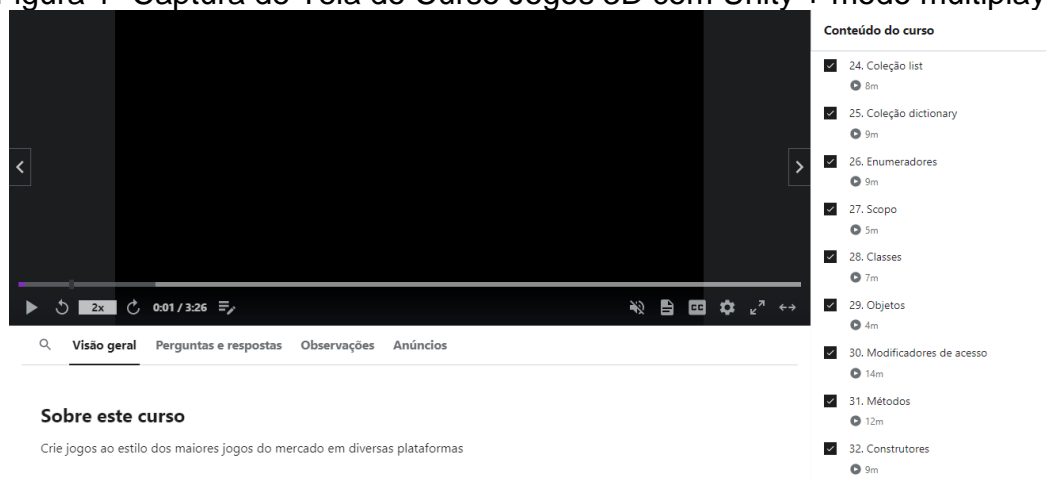 Conteúdo do curso
24. Coleção list
8m
25. Coleção dictionary
9m
26. Enumeradores
9m
27. Scopo
5m
28. Classes
7m
29. Objetos
4m
30. Modificadores de acesso
14m
31. Métodos
12m
32. Construtores
9m
2x 0:01 / 3:26 CC
Visão geral Perguntas e respostas Observações Anúncios
Sobre este curso
Crie jogos ao estilo dos maiores jogos do mercado em diversas plataformas